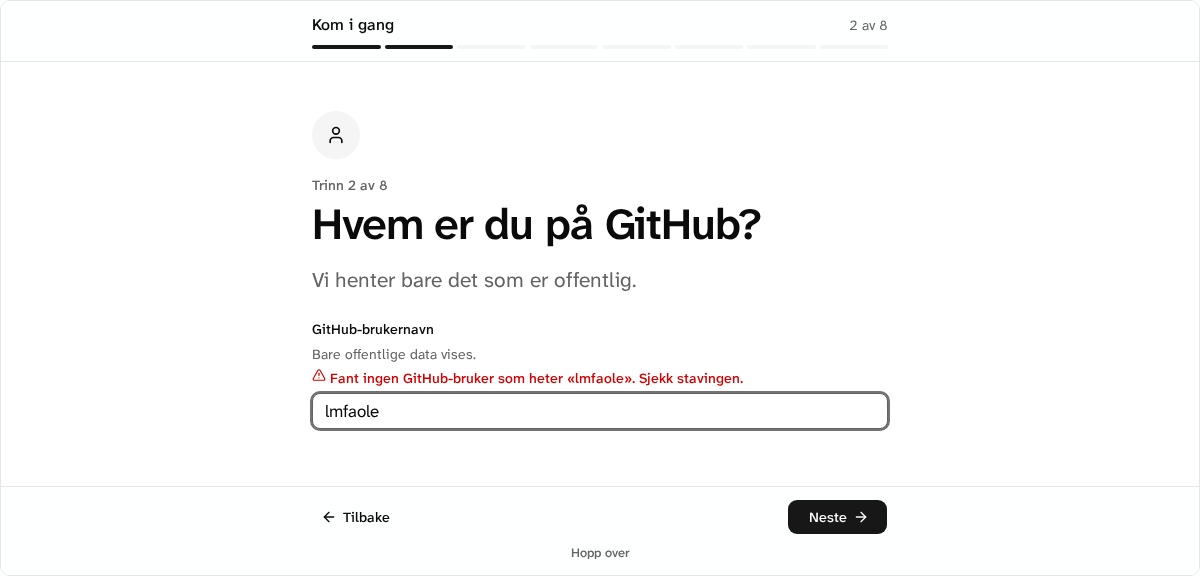 Kom i gang
2 av 8
Trinn 2 av 8
Hvem er du på GitHub?
Vi henter bare det som er offentlig.
GitHub-brukernavn
Bare offentlige data vises.
Fant ingen GitHub-bruker som heter «lmfaole». Sjekk stavingen.
lmfaole
Tilbake
Neste
Hopp over